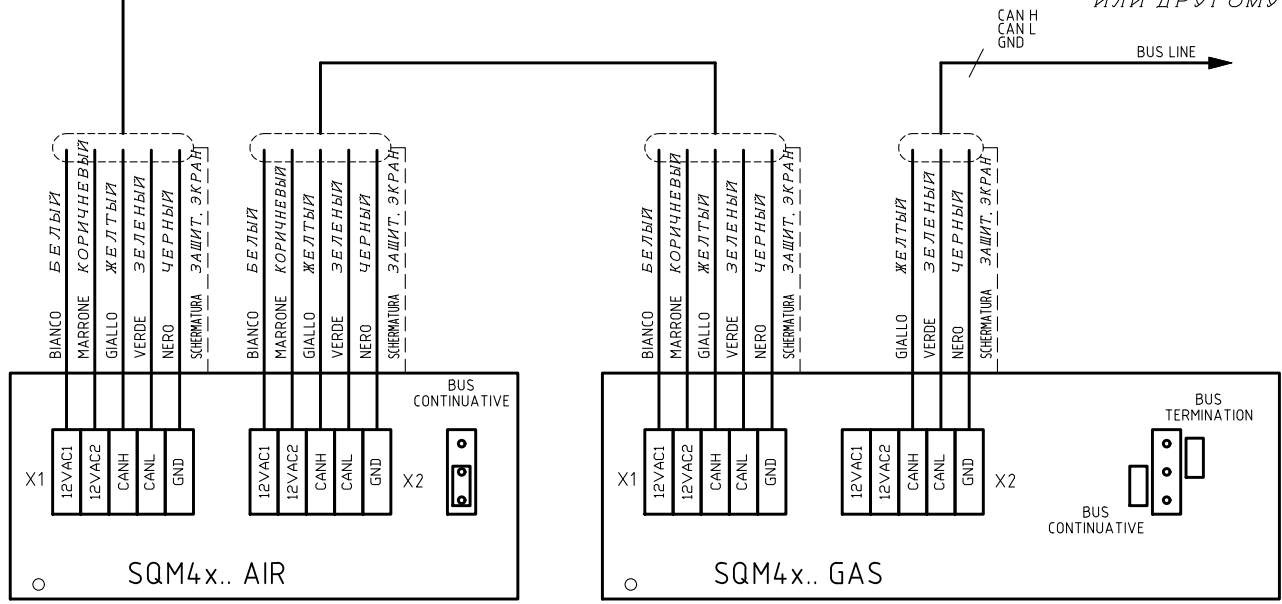 ИЛИ ДРУГОМУ
CAN H
CAN L
GND
BUS LINE
БЕЛЫЙ
КОРИЧНЕВЫЙ
ЖЕЛТЫЙ
ЗЕЛЕНЫЙ
ЧЕРНЫЙ
ЗАЩИТ. ЭКРАН
БЕЛЫЙ
КОРИЧНЕВЫЙ
ЖЕЛТЫЙ
ЗЕЛЕНЫЙ
ЧЕРНЫЙ
ЗАЩИТ. ЭКРАН
БЕЛЫЙ
КОРИЧНЕВЫЙ
ЖЕЛТЫЙ
ЗЕЛЕНЫЙ
ЧЕРНЫЙ
ЗАЩИТ. ЭКРАН
ЖЕЛТЫЙ
ЗЕЛЕНЫЙ
ЧЕРНЫЙ
ЗАЩИТ. ЭКРАН
BIANCO
MARRONE
GIALLO
VERDE
NERO
SCHERMATURA
BIANCO
MARRONE
GIALLO
VERDE
NERO
SCHERMATURA
BIANCO
MARRONE
GIALLO
VERDE
NERO
SCHERMATURA
GIALLO
VERDE
NERO
SCHERMATURA
BUS
CONTINUATIVE
BUS
TERMINATION
X1
12VAC1
12VAC2
CANH
CANL
GND
12VAC1
12VAC2
CANH
CANL
GND
X2
X1
12VAC1
12VAC2
CANH
CANL
GND
12VAC1
12VAC2
CANH
CANL
GND
X2
BUS
CONTINUATIVE
SQM4x.. AIR
SQM4x.. GAS